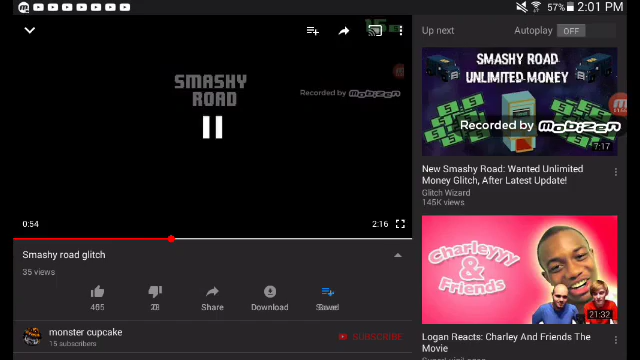 57% 2:01 PM
15
SMASHY
ROAD
Recorded by mobizen
0:54
2:16
Smashy road glitch
35 views
Share
Download
monster cupcake
15 subscribers
SUBSCRIBE
Up next
Autoplay OFF
SMASHY ROAD
UNLIMITED MONEY
Recorded by mobizen
7:17
New Smashy Road: Wanted Unlimited
Money Glitch, After Latest Update!
Glitch Wizard
145K views
Charleyyy
& Friends
21:32
Logan Reacts: Charley And Friends The
Movie